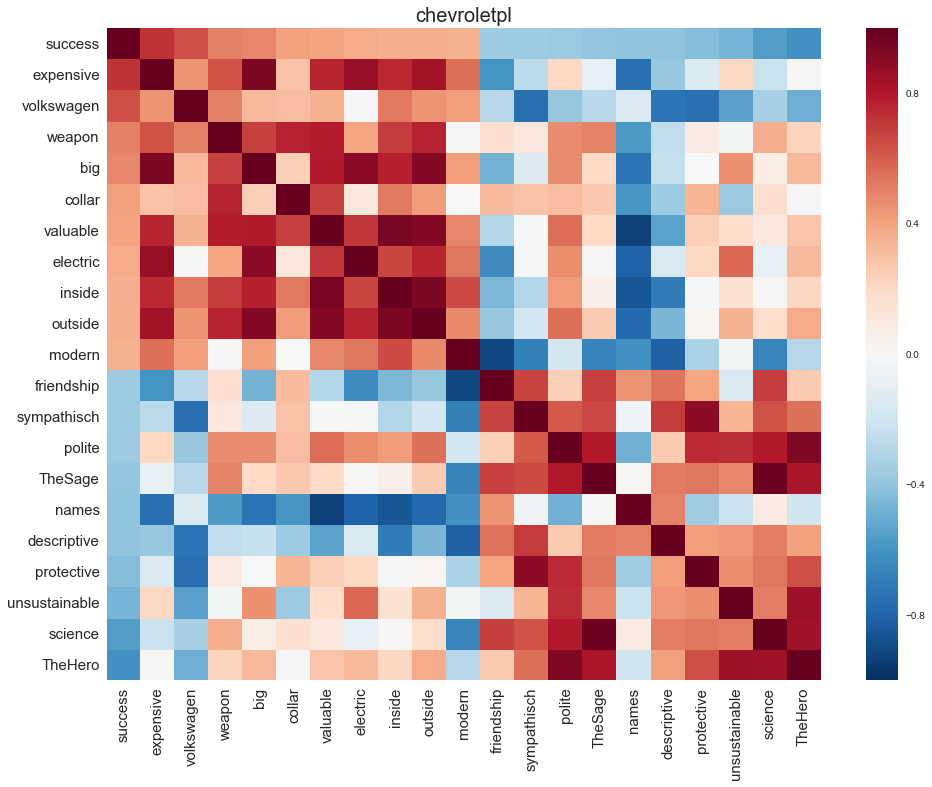 chevroletpl
success
expensive
volkswagen
weapon
big
collar
valuable
electric
inside
outside
modern
friendship
sympathisch
polite
TheSage
names
descriptive
protective
unsustainable
science
TheHero
0.8
0.4
0.0
−0.4
−0.8
success
expensive
volkswagen
weapon
big
collar
valuable
electric
inside
outside
modern
friendship
sympathisch
polite
TheSage
names
descriptive
protective
unsustainable
science
TheHero